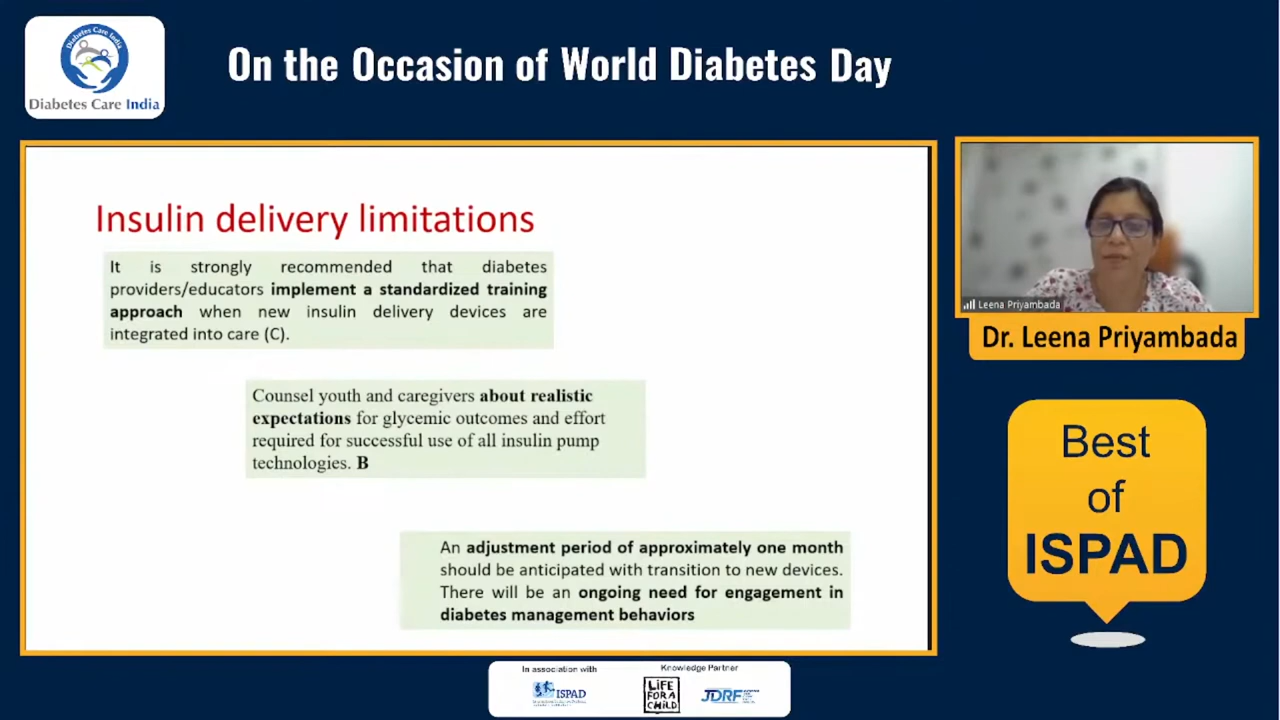 Diabetes Care India
Diabetes Care India
On the Occasion of World Diabetes Day
Insulin delivery limitations
It is strongly recommended that diabetes
providers/educators implement a standardized training
approach when new insulin delivery devices are
integrated into care (C).
Counsel youth and caregivers about realistic
expectations for glycemic outcomes and effort
required for successful use of all insulin pump
technologies. B
An adjustment period of approximately one month
should be anticipated with transition to new devices.
There will be an ongoing need for engagement in
diabetes management behaviors
Leena Priyambada
Dr. Leena Priyambada
Best
of
ISPAD
In association with
ISPAD
Knowledge Partner
LiFE
FOR A
CHiLD
JDRF